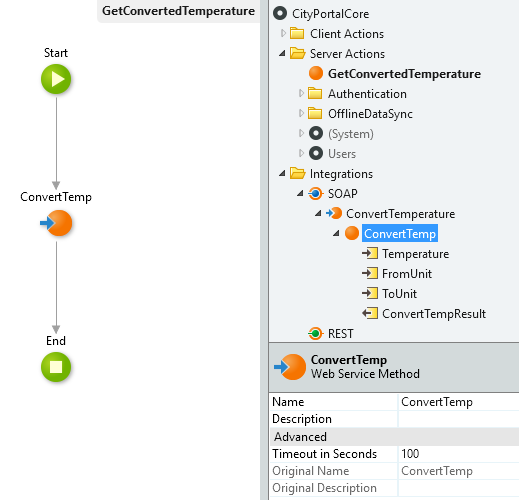 GetConvertedTemperature
Start
ConvertTemp
End
CityPortalCore
Client Actions
Server Actions
GetConvertedTemperature
Authentication
OfflineDataSync
(System)
Users
Integrations
SOAP
ConvertTemperature
ConvertTemp
Temperature
FromUnit
ToUnit
ConvertTempResult
REST
ConvertTemp
Web Service Method
Name ConvertTemp
Description
Advanced
Timeout in Seconds 100
Original Name ConvertTemp
Original Description